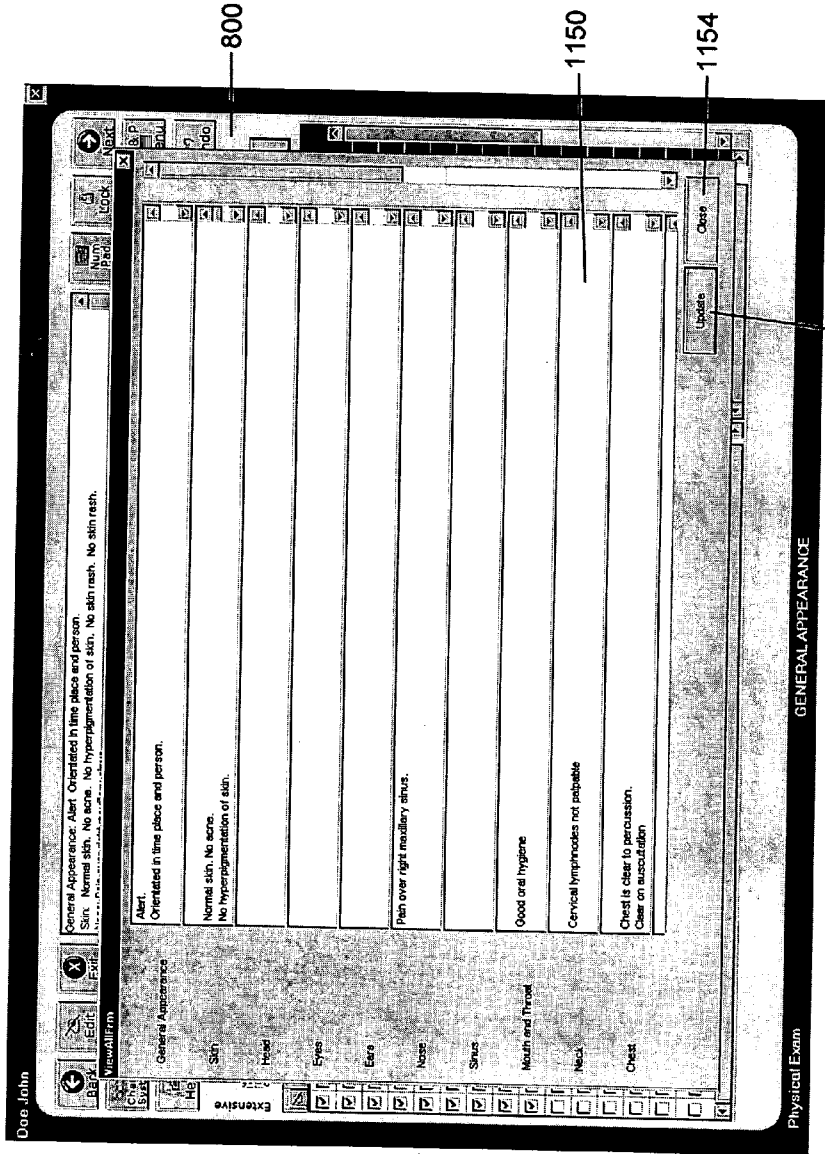 Doe John
Back
Edit
Exit
General Appearance: Alert Orientated in time place and person.
Skin: Normal skin. No acne. No hyperpigmentation of skin. No skin rash. No skin rash.
Num
Pad
Lock
Next
ViewAllFrm
Extensive
General Appearance
Alert.
Orientated in time place and person.
Skin
Normal skin. No acne.
No hyperpigmentation of skin.
Head
Eyes
Ears
Nose
Pain over right maxillary sinus.
Sinus
Mouth and Throat
Good oral hygiene
Neck
Cervical lymphnodes not palpable
Chest
Chest is clear to percussion.
Clear on auscultation
Update
Close
Physical Exam
GENERAL APPEARANCE
800
1150
1154